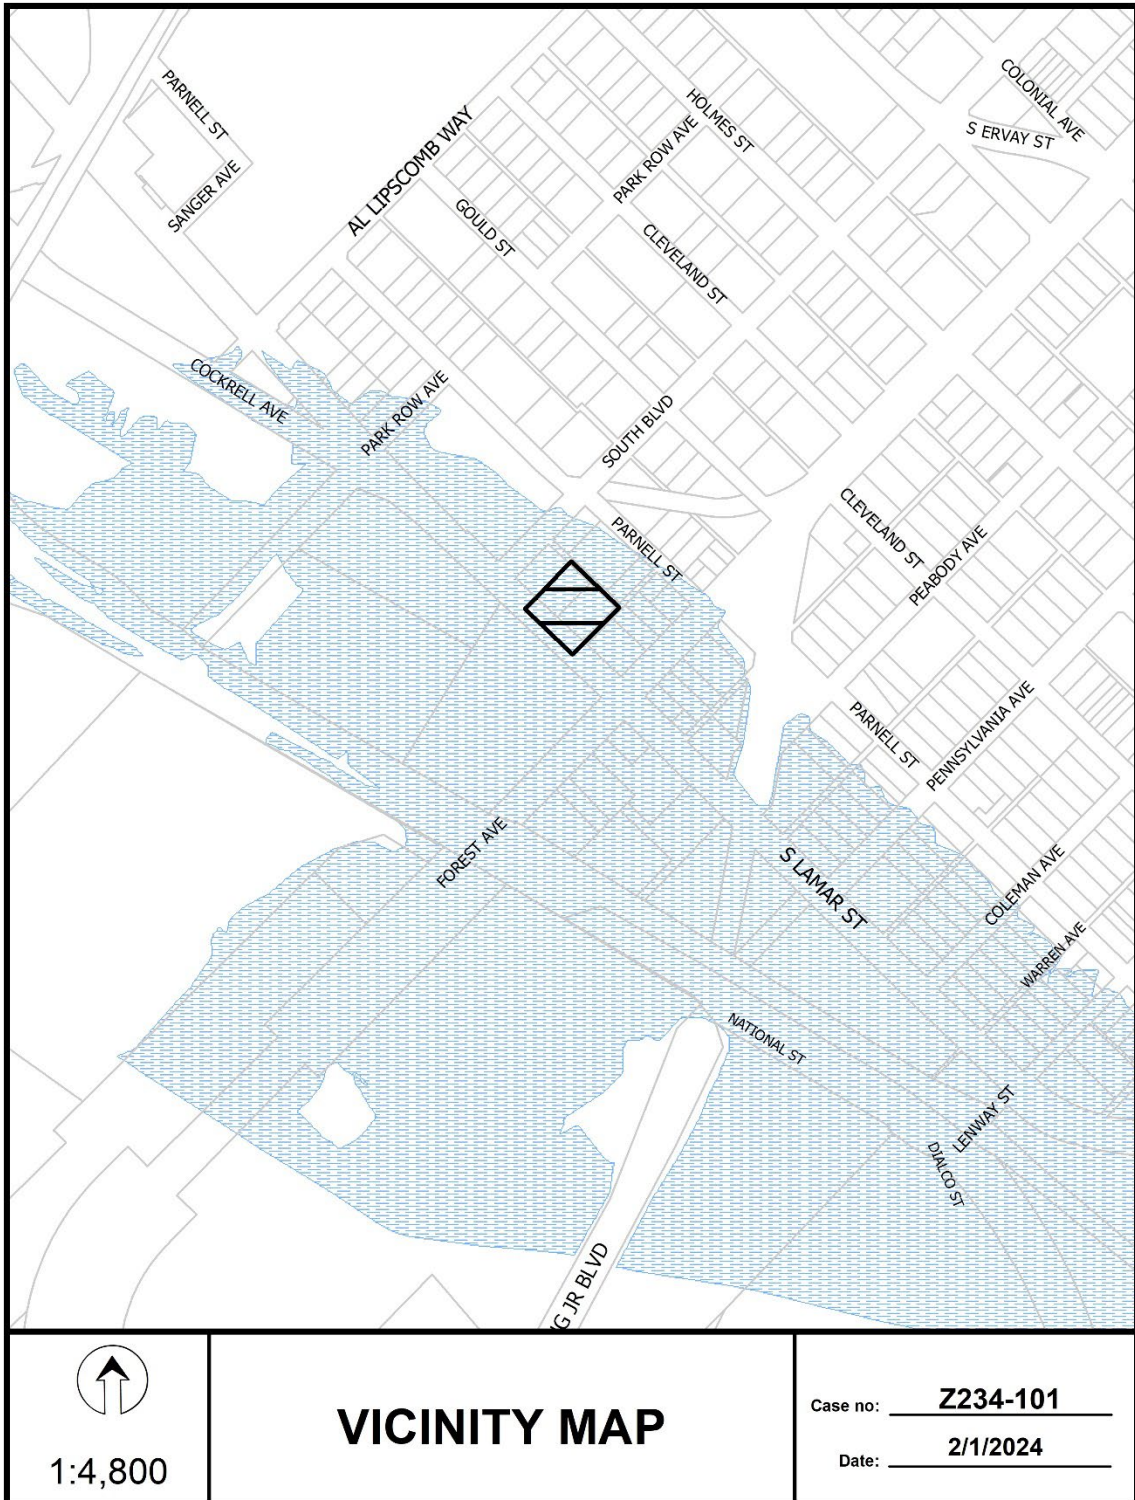 PARNELL ST
SANGER AVE
AL LIPSCOMB WAY
GOULD ST
HOLMES ST
PARK ROW AVE
CLEVELAND ST
COLONIAL AVE
S ERVAY ST
COCKRELL AVE
PARK ROW AVE
SOUTH BLVD
PARNELL ST
CLEVELAND ST
PEABODY AVE
PARNELL ST
PENNSYLVANIA AVE
FOREST AVE
S LAMAR ST
COLEMAN AVE
WARREN AVE
NATIONAL ST
LENWAY ST
DIALCO ST
G JR BLVD
1:4,800
VICINITY MAP
Case no: Z234-101
Date: 2/1/2024